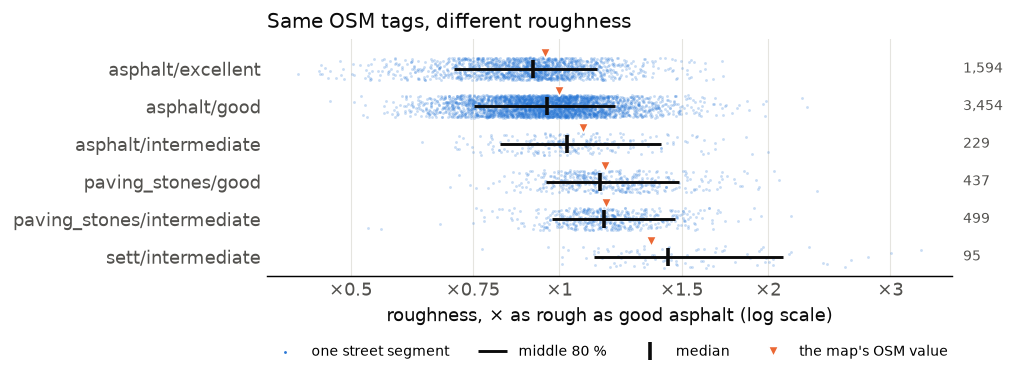 Same OSM tags, different roughness
asphalt/excellent 1,594
asphalt/good 3,454
asphalt/intermediate 229
paving_stones/good 437
paving_stones/intermediate 499
sett/intermediate 95
×0.5 ×0.75 ×1 ×1.5 ×2 ×3
roughness, × as rough as good asphalt (log scale)
one street segment middle 80 % median the map's OSM value